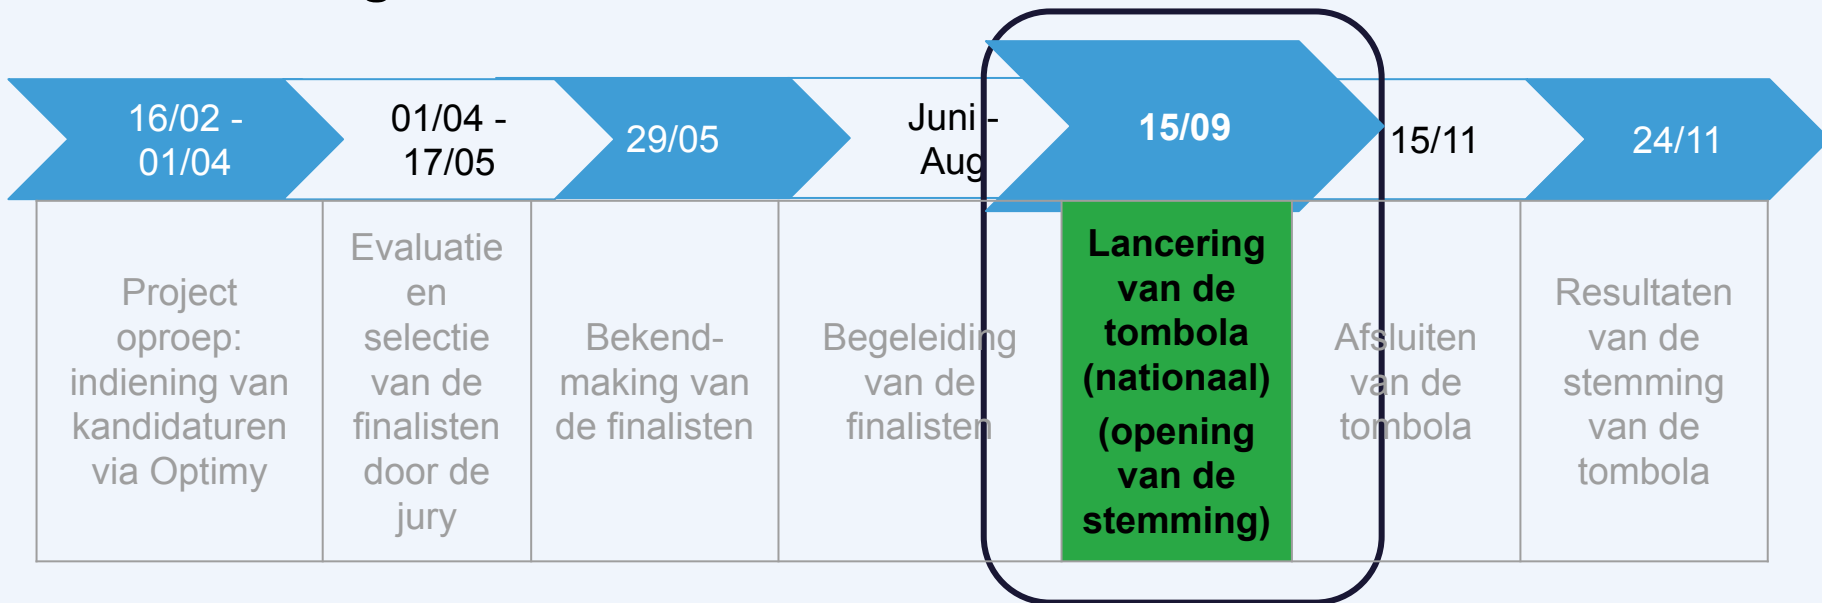 16/02 -
01/04
01/04 -
17/05
29/05
Juni -
Aug
15/09
15/11
24/11
Project
oproep:
indiening van
kandidaturen
via Optimy
Evaluatie
en
selectie
van de
finalisten
door de
jury
Bekend-
making van
de finalisten
Begeleiding
van de
finalisten
Lancering
van de
tombola
(nationaal)
(opening
van de
stemming)
Afsluiten
van de
tombola
Resultaten
van de
stemming
van de
tombola